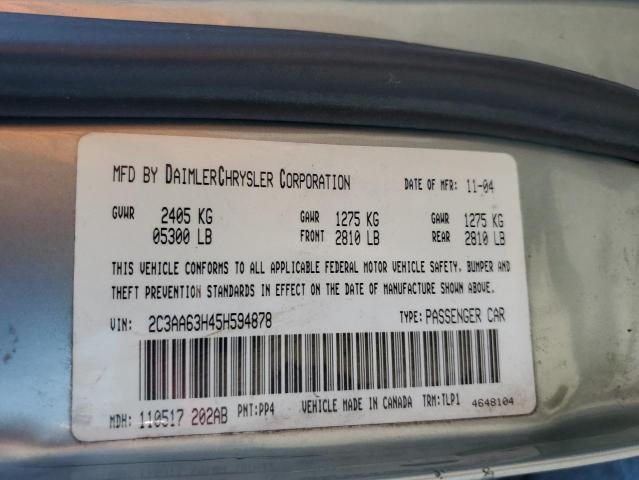 MFD BY DAIMLERCHRYSLER CORPORATION DATE OF MFR: 11-04
GVWR 2405 KG GAWR 1275 KG GAWR 1275 KG
05300 LB FRONT 2810 LB REAR 2810 LB
THIS VEHICLE CONFORMS TO ALL APPLICABLE FEDERAL MOTOR VEHICLE SAFETY, BUMPER AND
THEFT PREVENTION STANDARDS IN EFFECT ON THE DATE OF MANUFACTURE SHOWN ABOVE.
VIN: 2C3AA63H45H594878 TYPE: PASSENGER CAR
MDH: 110517 202AB PNT: PP4 VEHICLE MADE IN CANADA TRM: TLP1 4648104